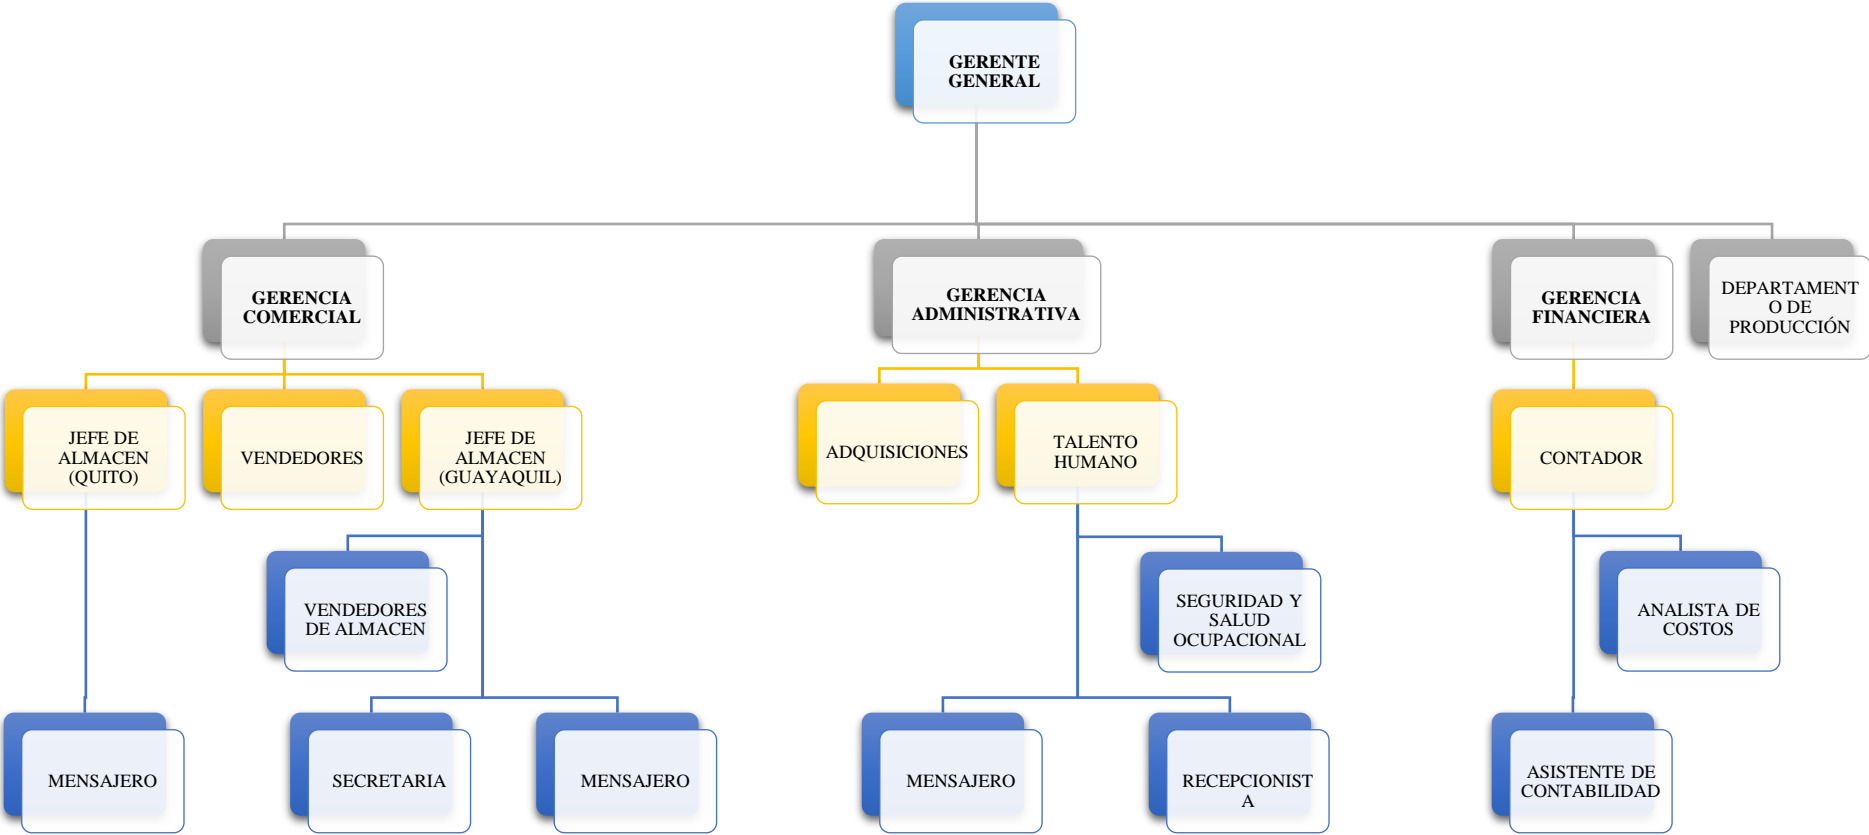 GERENTE
GENERAL
GERENCIA
COMERCIAL
GERENCIA
ADMINISTRATIVA
GERENCIA
FINANCIERA
DEPARTAMENT
O DE
PRODUCCIÓN
JEFE DE
ALMACEN
(QUITO)
VENDEDORES
JEFE DE
ALMACEN
(GUAYAQUIL)
ADQUISICIONES
TALENTO
HUMANO
CONTADOR
VENDEDORES
DE ALMACEN
SEGURIDAD Y
SALUD
OCUPACIONAL
ANALISTA DE
COSTOS
MENSAJERO
SECRETARIA
MENSAJERO
MENSAJERO
RECEPCIONIST
A
ASISTENTE DE
CONTABILIDAD